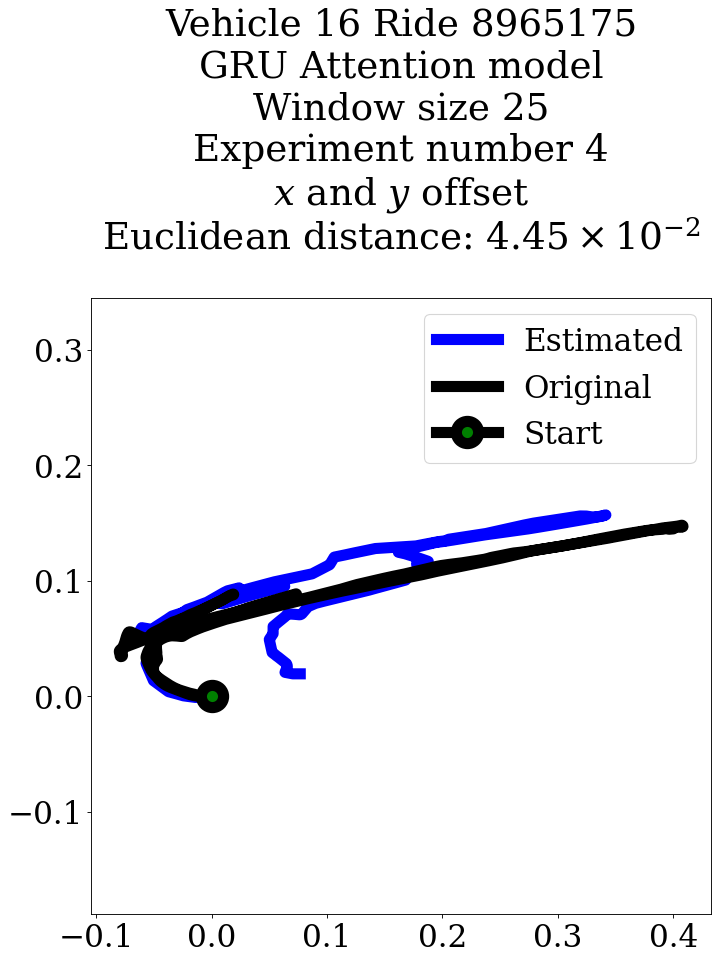 Vehicle 16 Ride 8965175
GRU Attention model
Window size 25
Experiment number 4
x and y offset
Euclidean distance: 4.45 × 10⁻²
Estimated
Original
Start
0.3
0.2
0.1
0.0
−0.1
−0.1 0.0 0.1 0.2 0.3 0.4